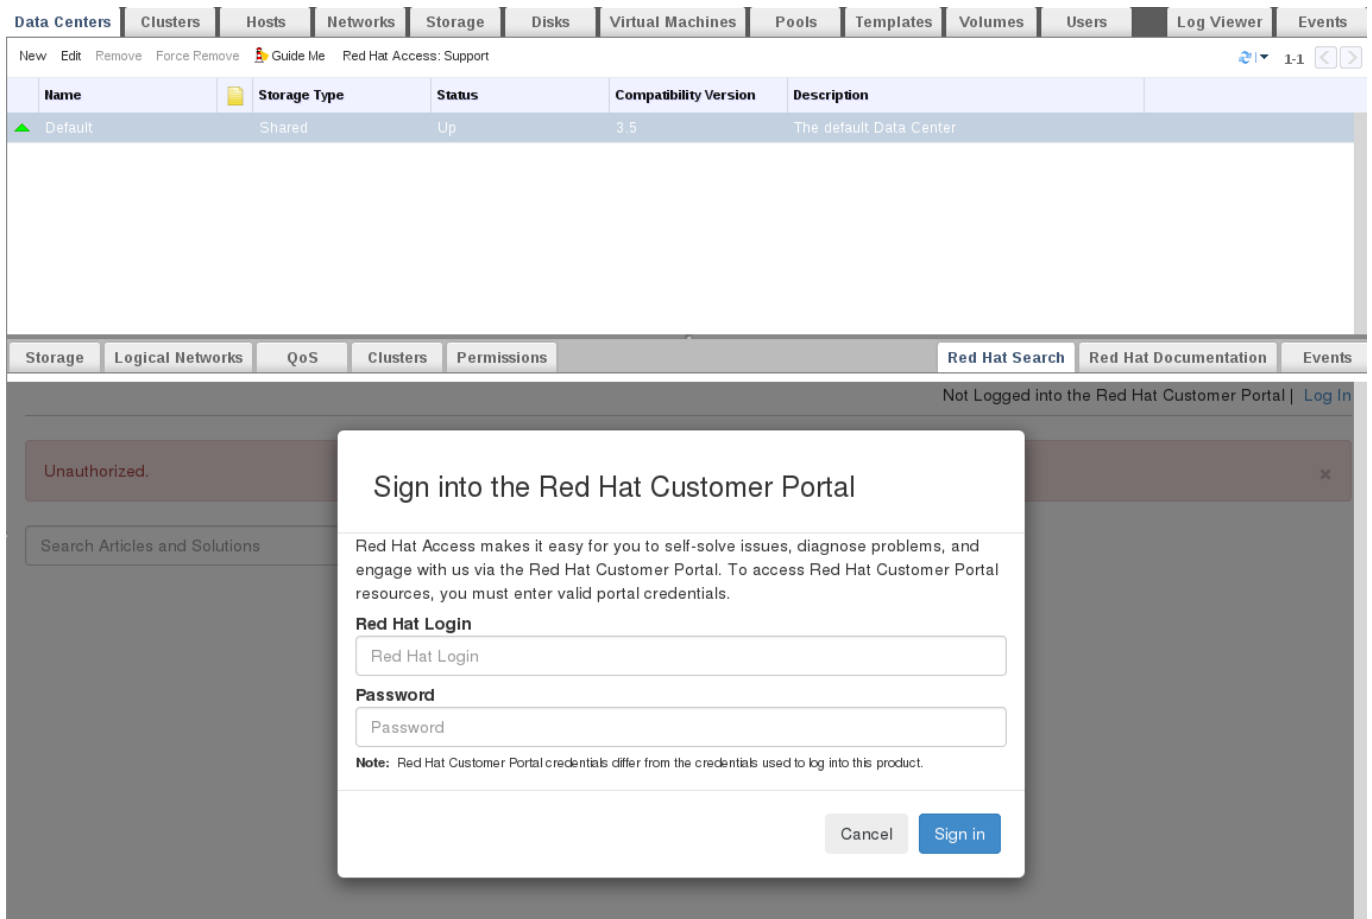 Data Centers Clusters Hosts Networks Storage Disks Virtual Machines Pools Templates Volumes Users Log Viewer Events
New Edit Remove Force Remove Guide Me Red Hat Access: Support 1-1
Name Storage Type Status Compatibility Version Description
Default Shared Up 3.5 The default Data Center
Storage Logical Networks QoS Clusters Permissions Red Hat Search Red Hat Documentation Events
Not Logged into the Red Hat Customer Portal | Log In
Unauthorized. ×
Search Articles and Solutions
Sign into the Red Hat Customer Portal
Red Hat Access makes it easy for you to self-solve issues, diagnose problems, and
engage with us via the Red Hat Customer Portal. To access Red Hat Customer Portal
resources, you must enter valid portal credentials.
Red Hat Login
Red Hat Login
Password
Password
Note: Red Hat Customer Portal credentials differ from the credentials used to log into this product.
Cancel Sign in